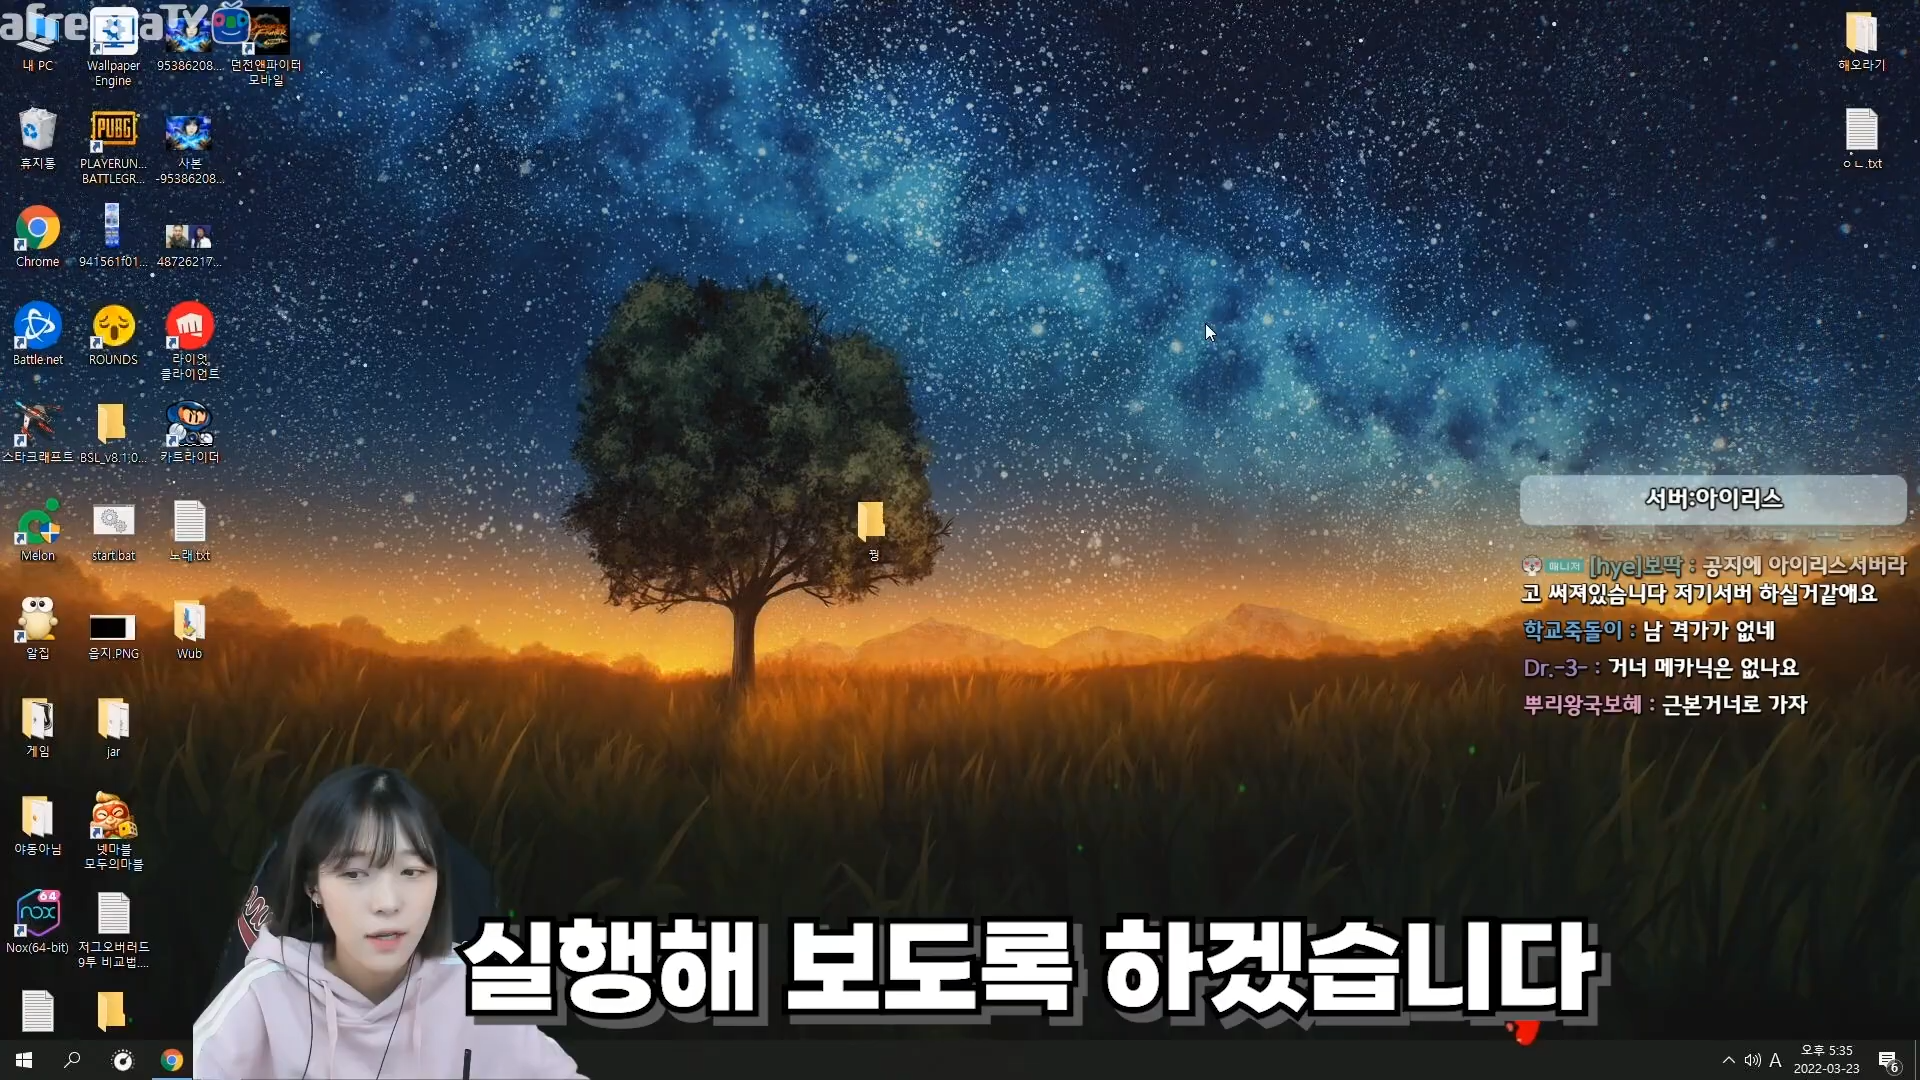 afreecaTV
내 PC
Wallpaper
Engine
95386208...
던전앤파이터
모바일
해오라기
휴지통
PUBG
PLAYERUN...
BATTLEGR...
사본
-95386208...
ㅇㄴ.txt
Chrome
941561f01...
48726217...
Battle.net
ROUNDS
라이엇
클라이언트
스타크래프트
BSL_v8.1.0...
카트라이더
Melon
start.bat
노래.txt
꿩
서버:아이리스
매니저 [hye]보딱 : 공지에 아이리스서버라
고 써져있습니다 저기서버 하실거같애요
학교죽돌이 : 남 격가가 없네
Dr.-3- : 거너 메카닉은 없나요
뿌리왕국보혜 : 근본거너로 가자
알집
읍지.PNG
Wub
게임
jar
야동아님
넷마블
모두의마블
64
nox
Nox(64-bit)
저그오버러드
9투 비교법....
실행해 보도록 하겠습니다
A
오후 5:35
2022-03-23
6